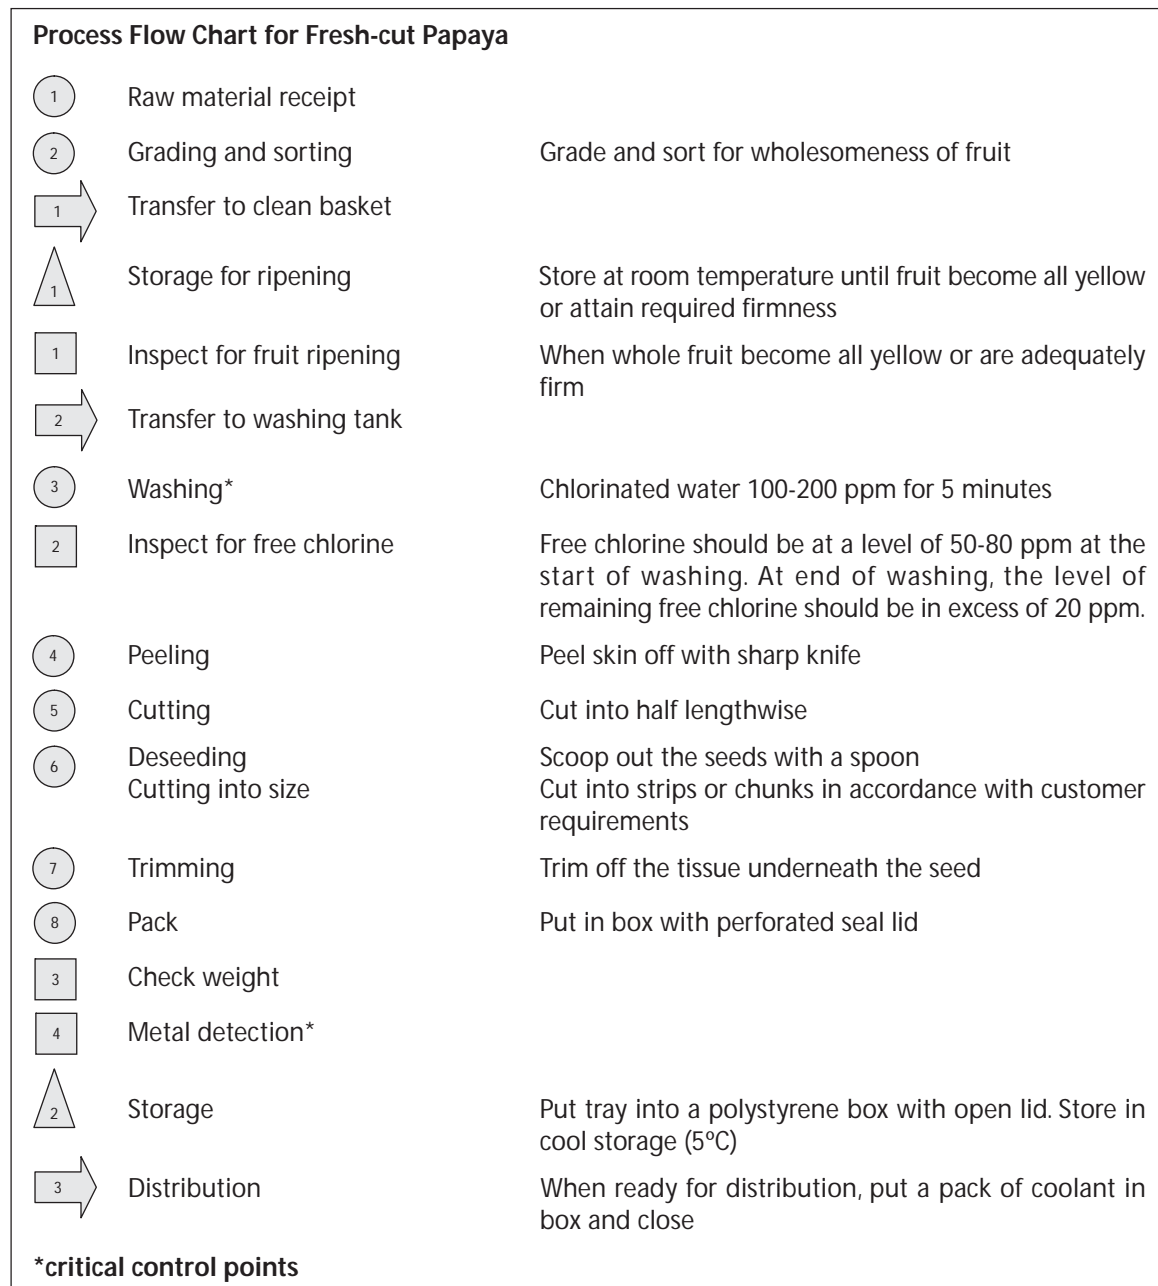 Process Flow Chart for Fresh-cut Papaya
1 Raw material receipt
2 Grading and sorting Grade and sort for wholesomeness of fruit
1 Transfer to clean basket
1 Storage for ripening Store at room temperature until fruit become all yellow
or attain required firmness
1 Inspect for fruit ripening When whole fruit become all yellow or are adequately
firm
2 Transfer to washing tank
3 Washing* Chlorinated water 100-200 ppm for 5 minutes
2 Inspect for free chlorine Free chlorine should be at a level of 50-80 ppm at the
start of washing. At end of washing, the level of
remaining free chlorine should be in excess of 20 ppm.
4 Peeling Peel skin off with sharp knife
5 Cutting Cut into half lengthwise
6 Deseeding Scoop out the seeds with a spoon
Cutting into size Cut into strips or chunks in accordance with customer
requirements
7 Trimming Trim off the tissue underneath the seed
8 Pack Put in box with perforated seal lid
3 Check weight
4 Metal detection*
2 Storage Put tray into a polystyrene box with open lid. Store in
cool storage (5ºC)
3 Distribution When ready for distribution, put a pack of coolant in
box and close
*critical control points